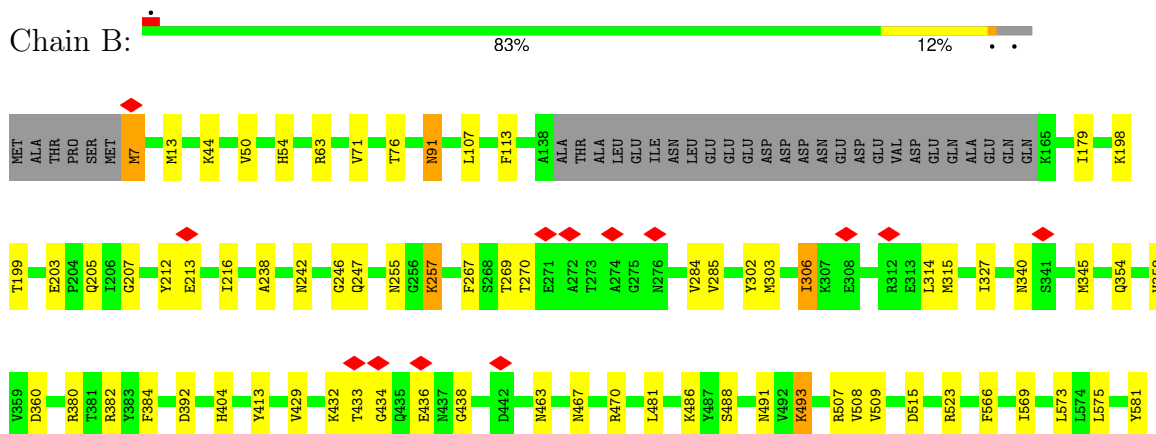 Chain B:
83% 12%
MET ALA THR PRO SER MET M7 M13 K44 V50 H54 R63 V71 T76 N91 L107 F113 A138 ALA THR ALA LEU GLU ILE ASN LEU GLU GLU GLU ASP ASP ASP ASN GLU ASP GLU VAL ASP GLU GLN ALA GLU GLN GLN K165 I179 K198
T199 E203 P204 Q205 I206 G207 Y212 E213 I216 A238 N242 G246 Q247 N255 G256 K257 F267 S268 T269 T270 E271 A272 T273 A274 G275 N276 V284 V285 Y302 M303 I306 K307 E308 R312 E313 L314 M315 I327 N340 S341 M345 Q354
V359 D360 R380 T381 R382 Y383 F384 D392 H404 Y413 V429 K432 T433 G434 Q435 E436 N437 G438 D442 N463 N467 R470 L481 K486 Y487 S488 N491 V492 K493 R507 V508 V509 D515 R523 F566 I569 L573 L574 L575 Y581